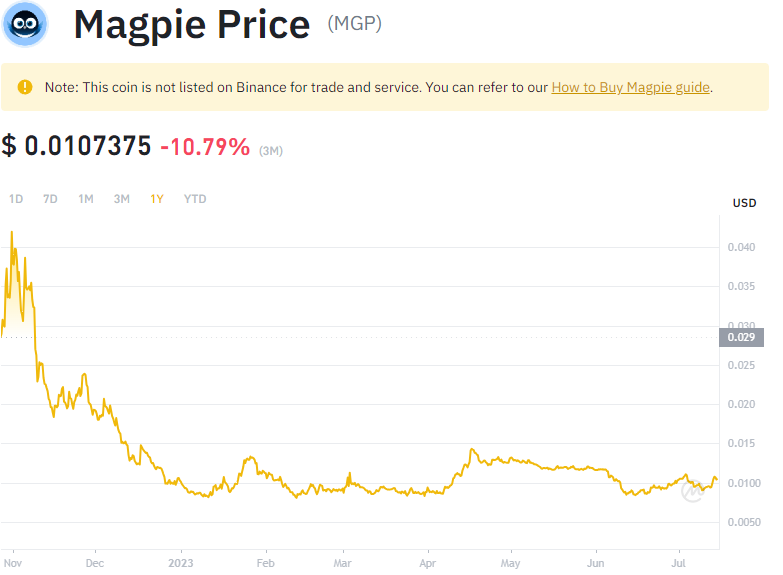 Magpie Price (MGP)
Note: This coin is not listed on Binance for trade and service. You can refer to our How to Buy Magpie guide.
$ 0.0107375 -10.79% (3M)
1D 7D 1M 3M 1Y YTD
USD
0.040
0.035
0.030
0.029
0.025
0.020
0.015
0.0100
0.0050
Nov Dec 2023 Feb Mar Apr May Jun Jul